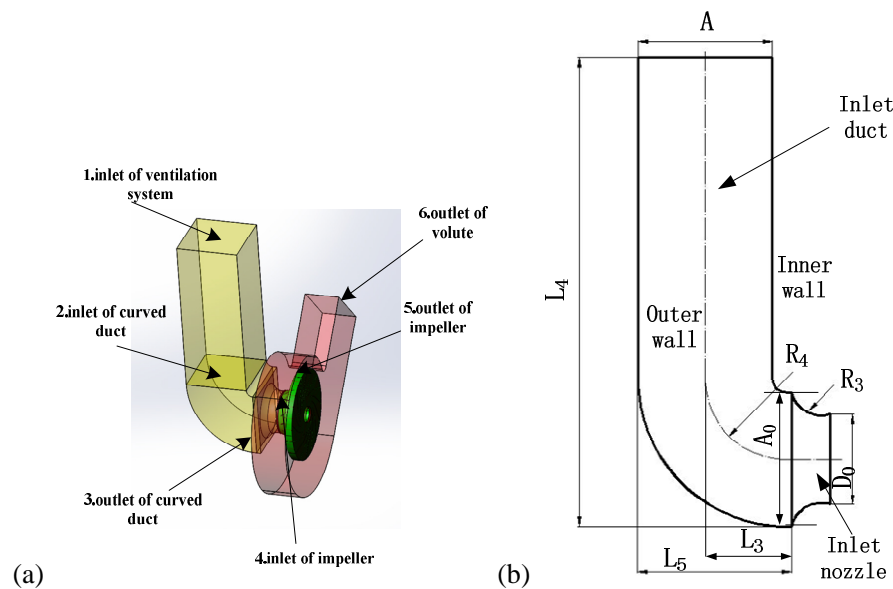 1.inlet of ventilation
system
6.outlet of
volute
2.inlet of curved
duct
5.outlet of
impeller
3.outlet of curved
duct
4.inlet of impeller
(a)
A
Inlet
duct
L4
Inner
wall
Outer
wall
R4
R3
A0
D0
L3
L5
Inlet
nozzle
(b)